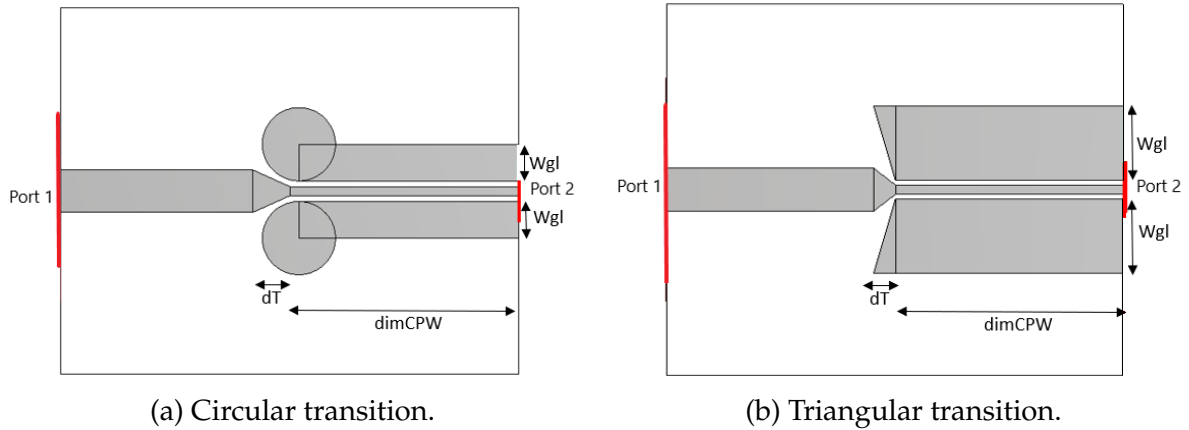 Port 1
Wgl
Port 2
Wgl
dT
dimCPW
(a) Circular transition.
Wgl
Port 1
Port 2
Wgl
dT
dimCPW
(b) Triangular transition.